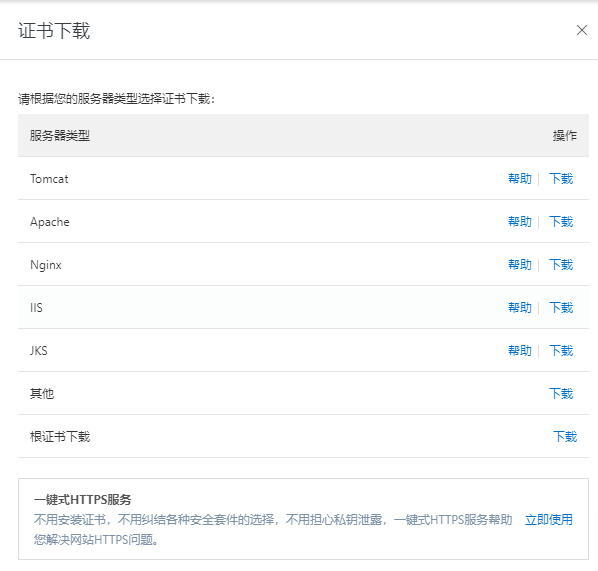 证书下载
请根据您的服务器类型选择证书下载：
服务器类型 操作
Tomcat 帮助 下载
Apache 帮助 下载
Nginx 帮助 下载
IIS 帮助 下载
JKS 帮助 下载
其他 下载
根证书下载 下载
一键式HTTPS服务
不用安装证书，不用纠结各种安全套件的选择，不用担心私钥泄露，一键式HTTPS服务帮助 立即使用
您解决网站HTTPS问题。